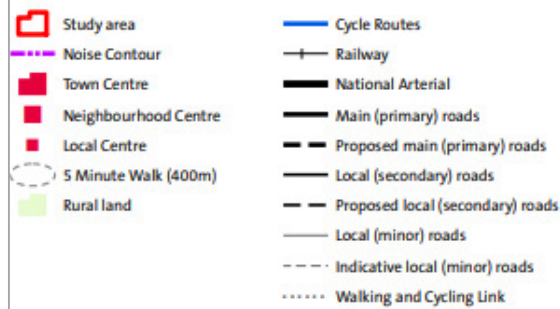 Study area
Noise Contour
Town Centre
Neighbourhood Centre
Local Centre
5 Minute Walk (400m)
Rural land
Cycle Routes
Railway
National Arterial
Main (primary) roads
Proposed main (primary) roads
Local (secondary) roads
Proposed local (secondary) roads
Local (minor) roads
Indicative local (minor) roads
Walking and Cycling Link